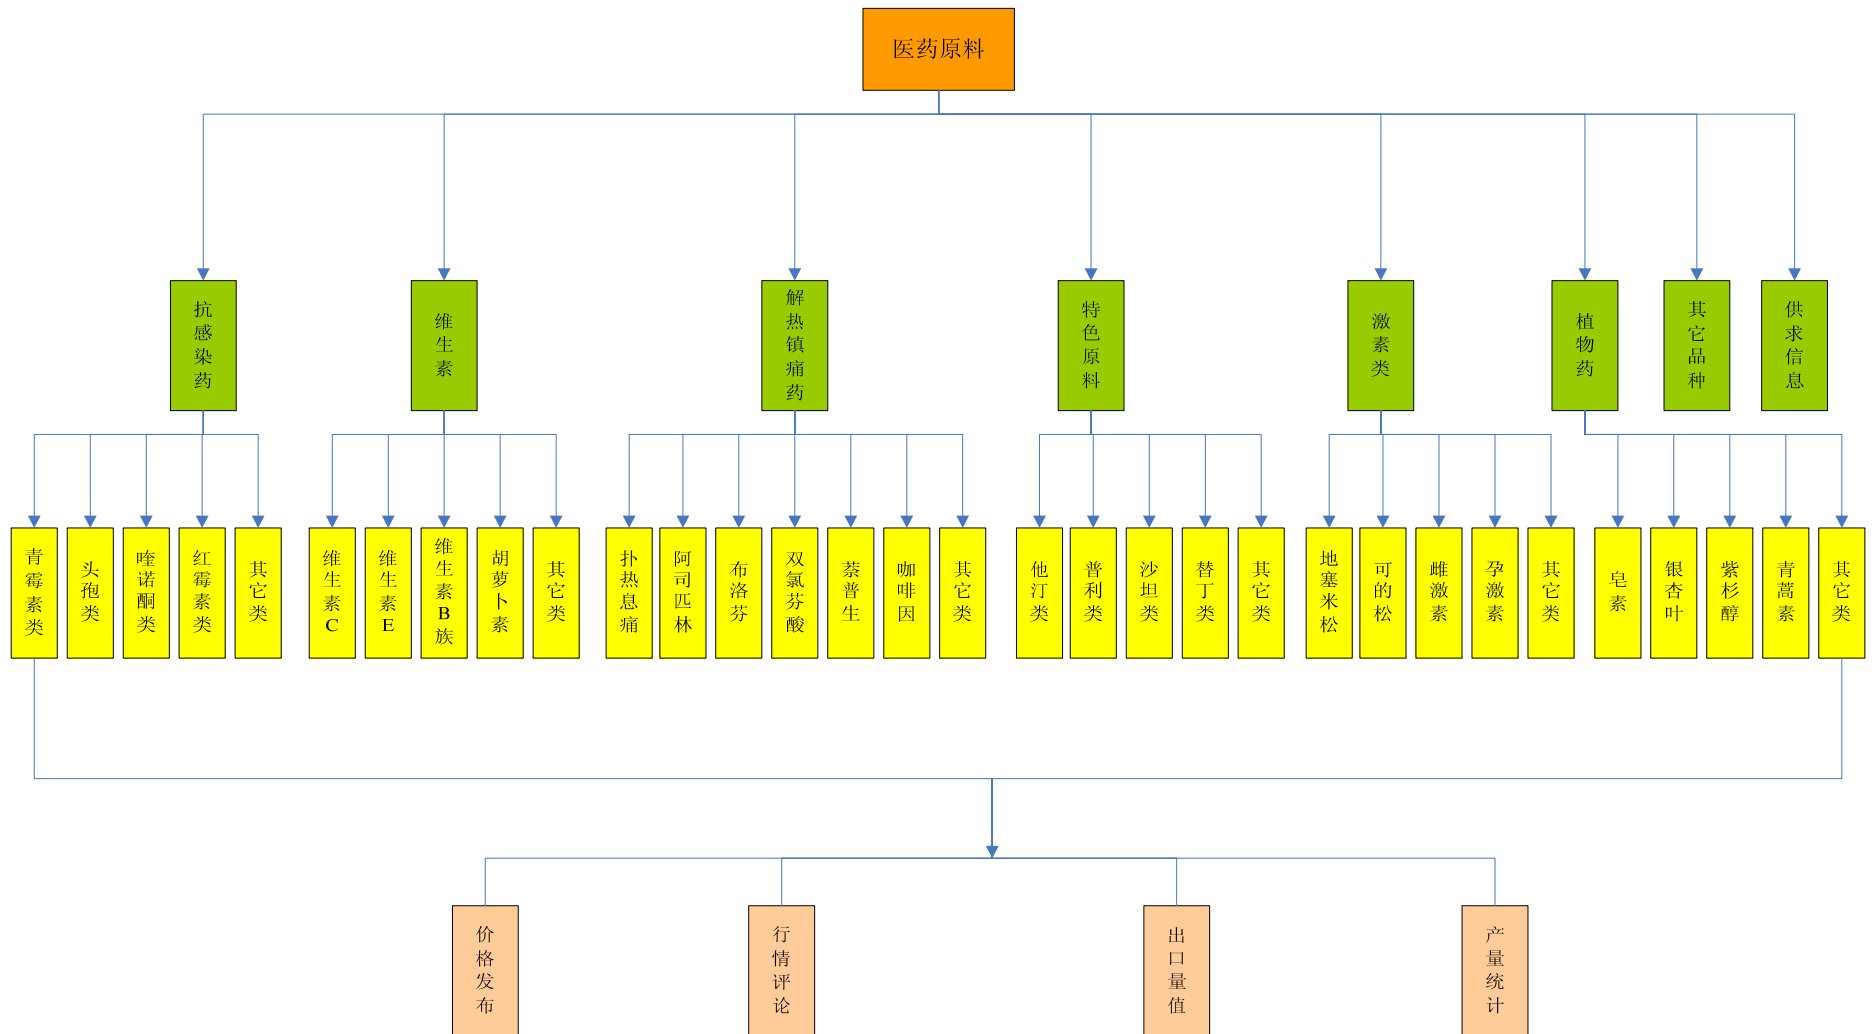 医药原料
抗感染药
维生素
解热镇痛药
特色原料
激素类
植物药
其它品种
供求信息
青霉素类
头孢类
喹诺酮类
红霉素类
其它类
维生素C
维生素E
维生素B族
胡萝卜素
其它类
扑热息痛
阿司匹林
布洛芬
双氯芬酸
萘普生
咖啡因
其它类
他汀类
普利类
沙坦类
替丁类
其它类
地塞米松
可的松
雌激素
孕激素
其它类
皂素
银杏叶
紫杉醇
青蒿素
其它类
价格发布
行情评论
出口量值
产量统计